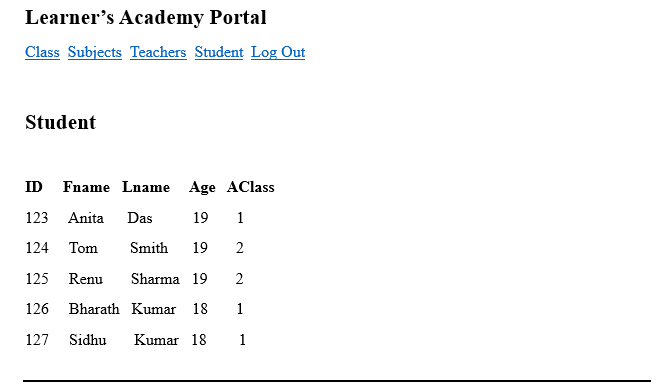 Learner’s Academy Portal
Class Subjects Teachers Student Log Out
Student
ID Fname Lname Age AClass
123 Anita Das 19 1
124 Tom Smith 19 2
125 Renu Sharma 19 2
126 Bharath Kumar 18 1
127 Sidhu Kumar 18 1